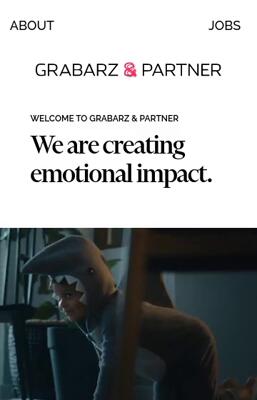 ABOUT JOBS
GRABARZ & PARTNER
WELCOME TO GRABARZ & PARTNER
We are creating
emotional impact.